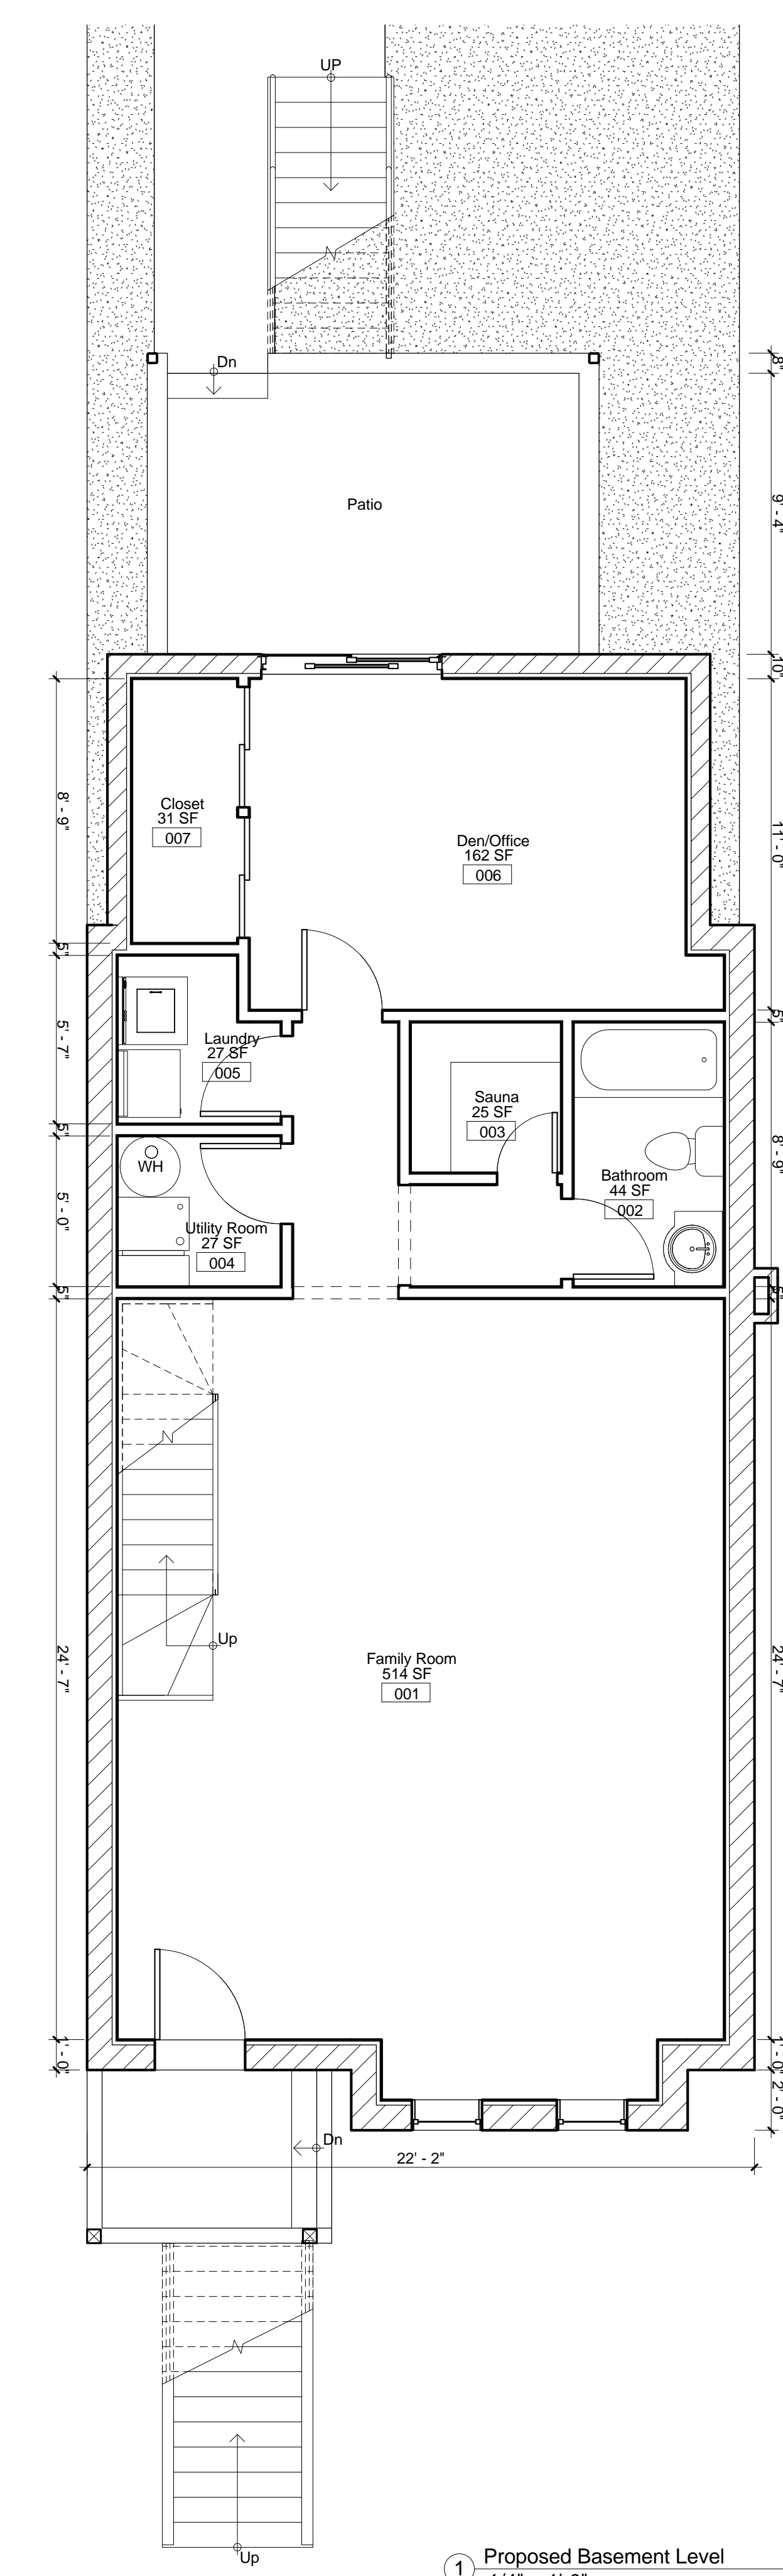 UP
Dn
8"
9' - 4"
Patio
10"
8' - 9"
Closet
31 SF
007
Den/Office
162 SF
006
11' - 0"
5"
5"
5' - 7"
Laundry
27 SF
005
Sauna
25 SF
003
8' - 9"
5"
WH
Bathroom
44 SF
002
5' - 0"
Utility Room
27 SF
004
5"
5"
Up
Family Room
514 SF
001
24' - 7"
24' - 7"
1' - 0"
1' - 0"
2' - 0"
Dn
22' - 2"
Up
1
Proposed Basement Level